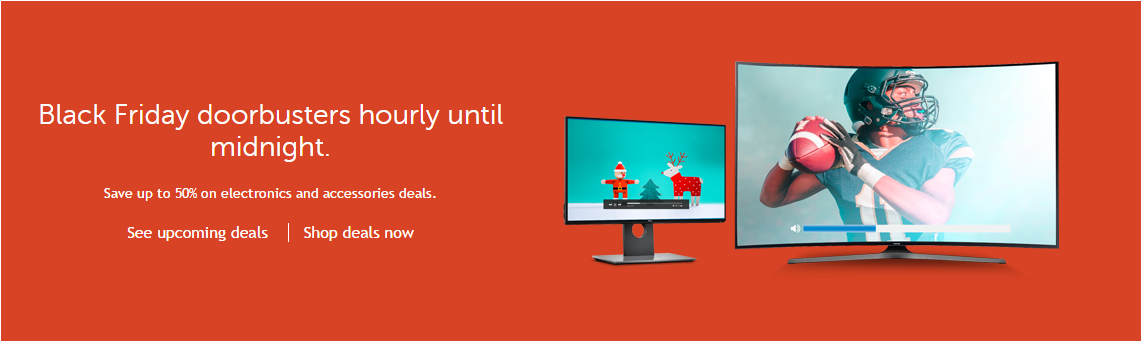 Black Friday doorbusters hourly until
midnight.
Save up to 50% on electronics and accessories deals.
See upcoming deals
Shop deals now